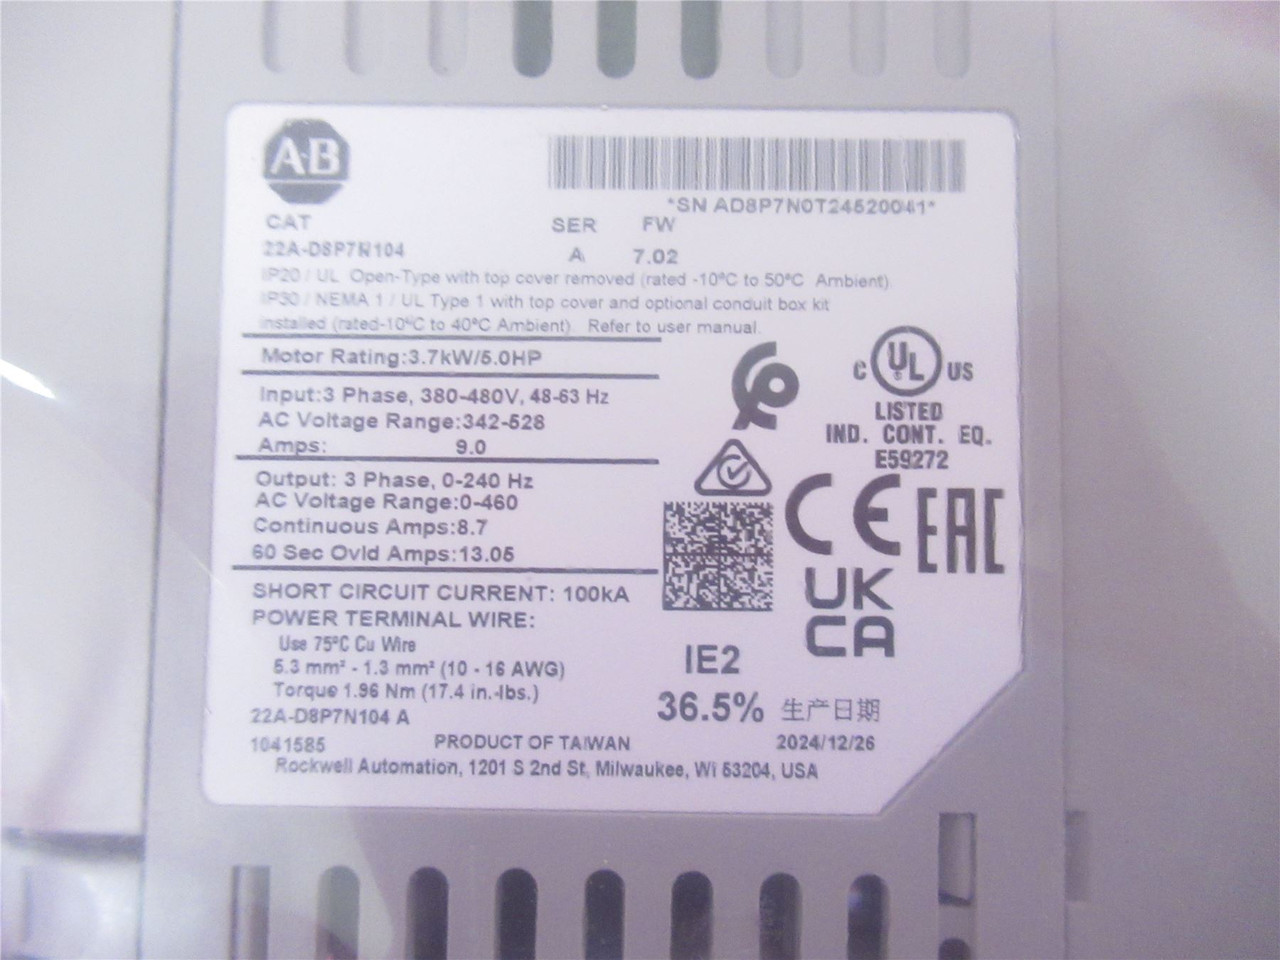 A-B
*SN AD8P7N0T24520041*
CAT SER FW
22A-D8P7N104 A 7.02
IP20 / UL Open-Type with top cover removed (rated -10°C to 50°C Ambient).
IP30 / NEMA 1 / UL Type 1 with top cover and optional conduit box kit
installed (rated-10°C to 40°C Ambient). Refer to user manual.
Motor Rating:3.7kW/5.0HP
Input:3 Phase, 380-480V, 48-63 Hz
AC Voltage Range:342-528
Amps: 9.0
Output: 3 Phase, 0-240 Hz
AC Voltage Range:0-460
Continuous Amps:8.7
60 Sec Ovld Amps:13.05
SHORT CIRCUIT CURRENT: 100kA
POWER TERMINAL WIRE:
Use 75°C Cu Wire
5.3 mm² - 1.3 mm² (10 - 16 AWG)
Torque 1.96 Nm (17.4 in.-lbs.)
22A-D8P7N104 A
1041585 PRODUCT OF TAIWAN
Rockwell Automation, 1201 S 2nd St, Milwaukee, WI 53204, USA
C UL US
LISTED
IND. CONT. EQ.
E59272
CE EAC
UK
CA
IE2
36.5% 生产日期
2024/12/26